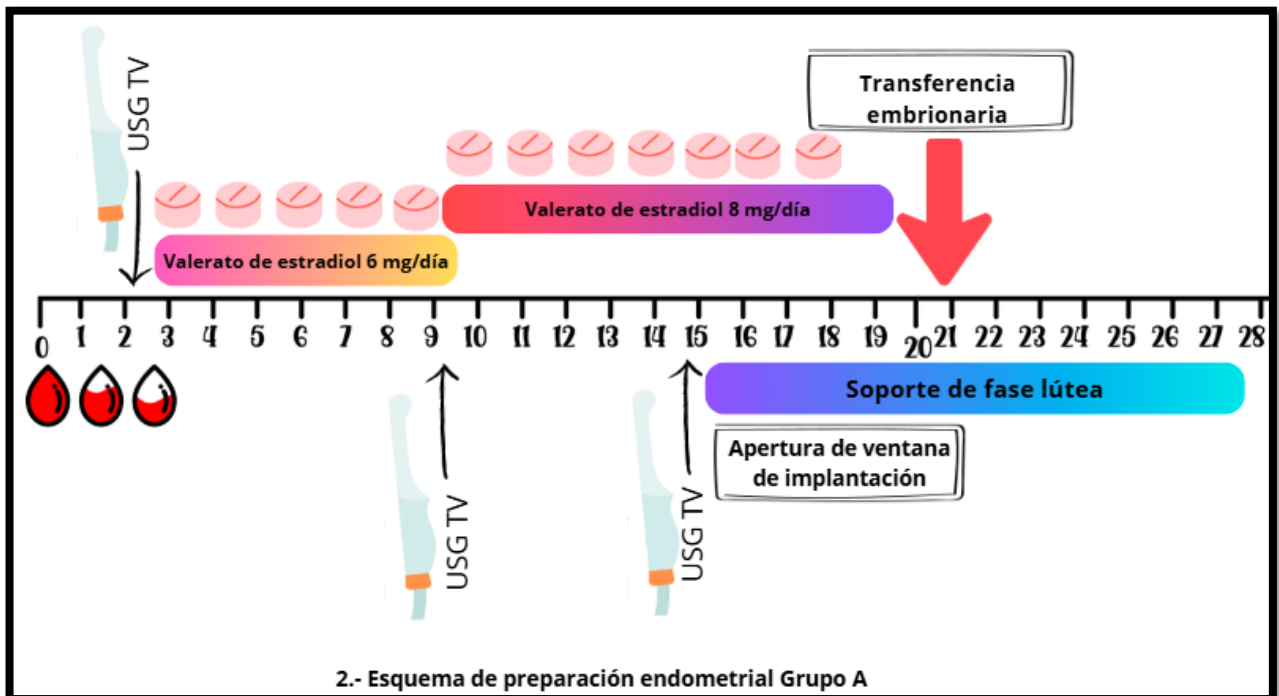 USG TV
Transferencia
embrionaria
Valerato de estradiol 8 mg/día
Valerato de estradiol 6 mg/día
0 1 2 3 4 5 6 7 8 9 10 11 12 13 14 15 16 17 18 19 20 21 22 23 24 25 26 27 28
Soporte de fase lútea
Apertura de ventana
de implantación
USG TV
USG TV
2.- Esquema de preparación endometrial Grupo A